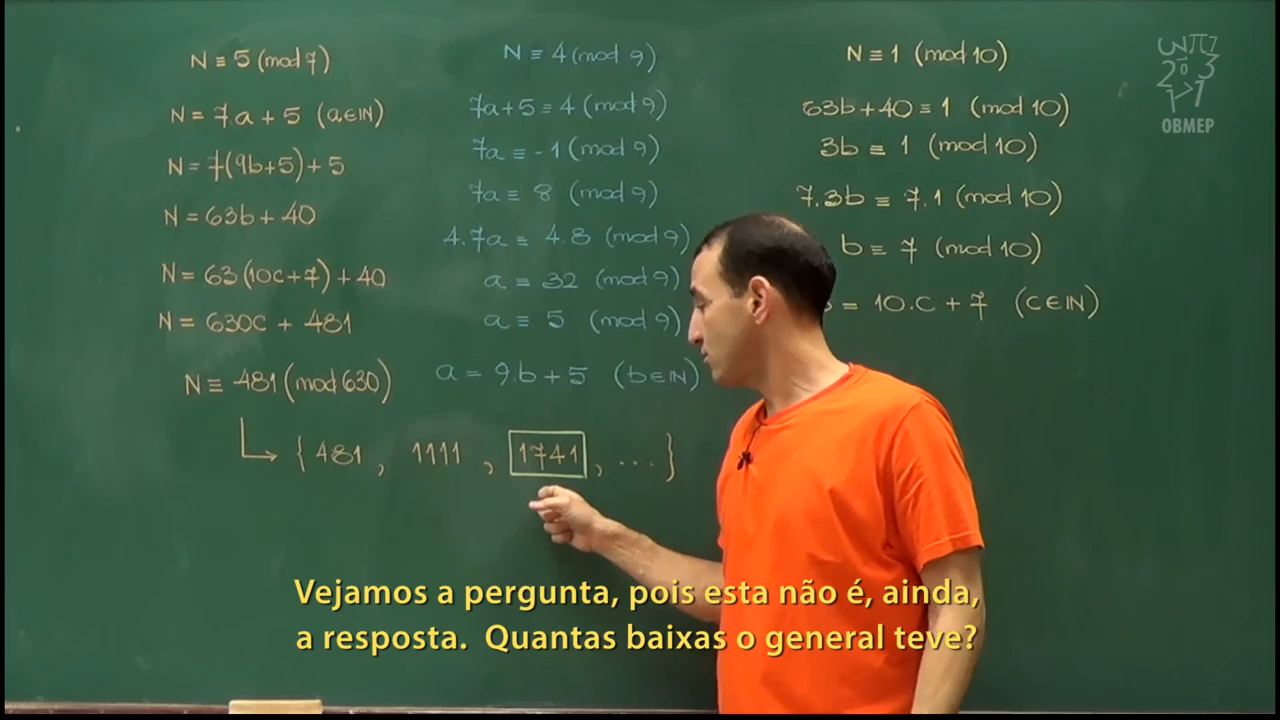 N ≡ 5 (mod 7)
N = 7a + 5 (a∈IN)
N = 7(9b+5) + 5
N = 63b + 40
N = 63(10c+7) + 40
N = 630c + 481
N ≡ 481 (mod 630)
N ≡ 4 (mod 9)
7a+5 ≡ 4 (mod 9)
7a ≡ -1 (mod 9)
7a ≡ 8 (mod 9)
4.7a ≡ 4.8 (mod 9)
a ≡ 32 (mod 9)
a ≡ 5 (mod 9)
a = 9.b + 5 (b∈IN)
N ≡ 1 (mod 10)
63b + 40 ≡ 1 (mod 10)
3b ≡ 1 (mod 10)
7.3b ≡ 7.1 (mod 10)
b ≡ 7 (mod 10)
= 10.c + 7 (c∈IN)
{481, 1111, 1741, ...}
OBMEP
Vejamos a pergunta, pois esta não é, ainda,
a resposta. Quantas baixas o general teve?